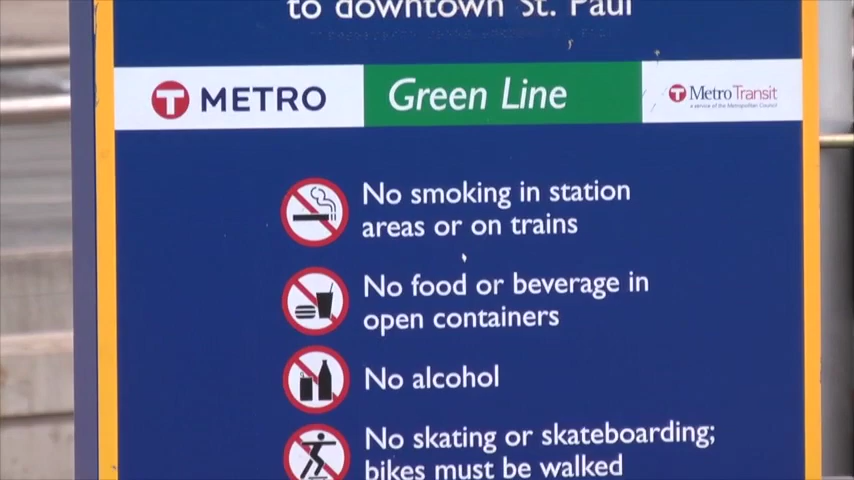 to downtown St. Paul
T METRO
Green Line
T Metro Transit
a service of the Metropolitan Council
No smoking in station
areas or on trains
No food or beverage in
open containers
No alcohol
No skating or skateboarding;
bikes must be walked